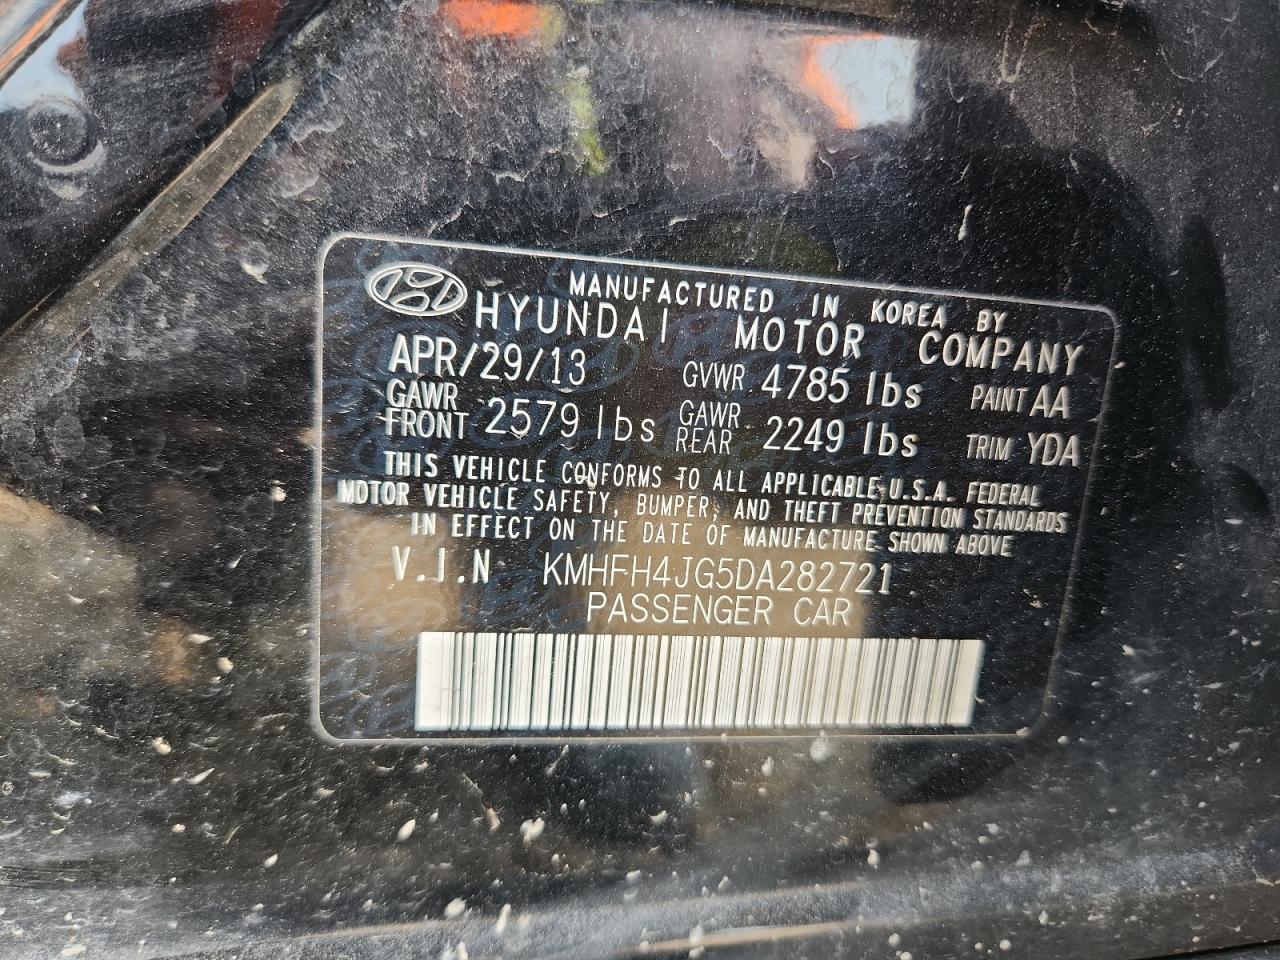 MANUFACTURED IN KOREA BY
HYUNDAI MOTOR COMPANY
APR/29/13 GVWR 4785 lbs PAINT AA
GAWR FRONT 2579 lbs GAWR REAR 2249 lbs TRIM YDA
THIS VEHICLE CONFORMS TO ALL APPLICABLE U.S.A. FEDERAL
MOTOR VEHICLE SAFETY, BUMPER, AND THEFT PREVENTION STANDARDS
IN EFFECT ON THE DATE OF MANUFACTURE SHOWN ABOVE
V.I.N KMHFH4JG5DA282721
PASSENGER CAR